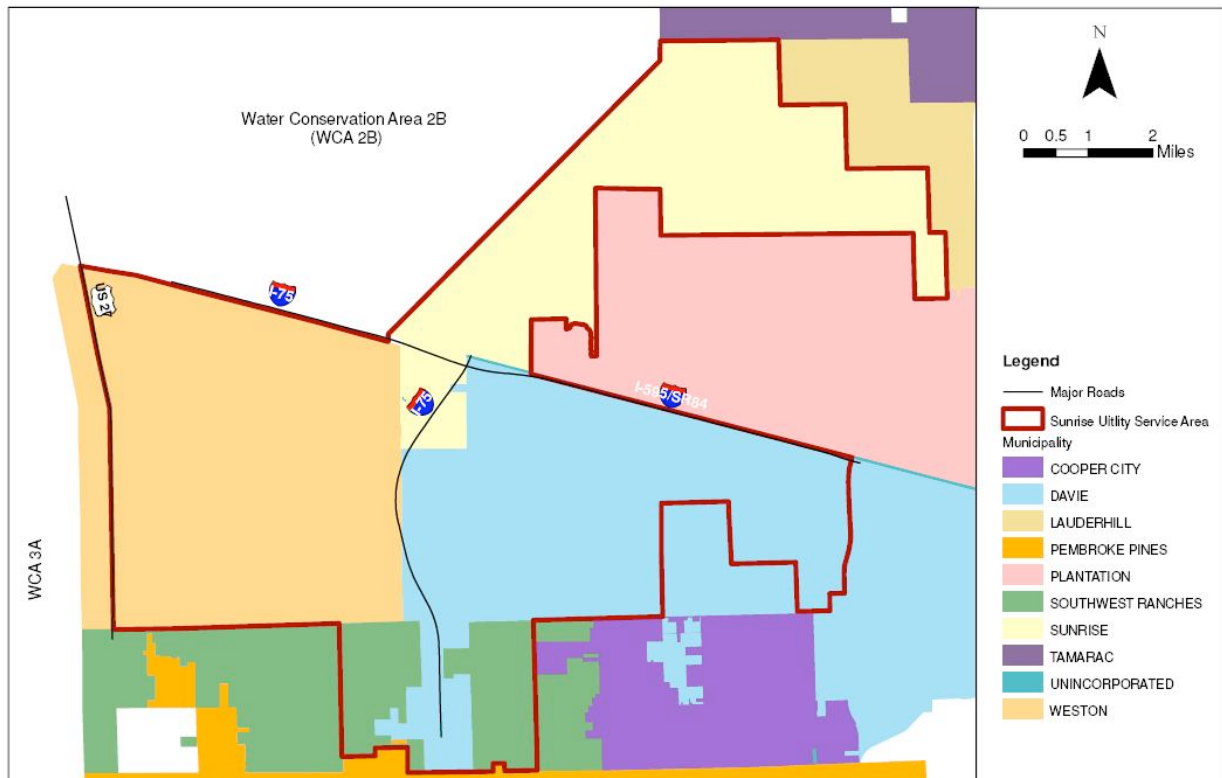 N
Water Conservation Area 2B
(WCA 2B)
0 0.5 1 2
Miles
I-75
US 27
I-75
I-595/SR84
WCA 3A
Legend
Major Roads
Sunrise Uitlity Service Area
Municipality
COOPER CITY
DAVIE
LAUDERHILL
PEMBROKE PINES
PLANTATION
SOUTHWEST RANCHES
SUNRISE
TAMARAC
UNINCORPORATED
WESTON